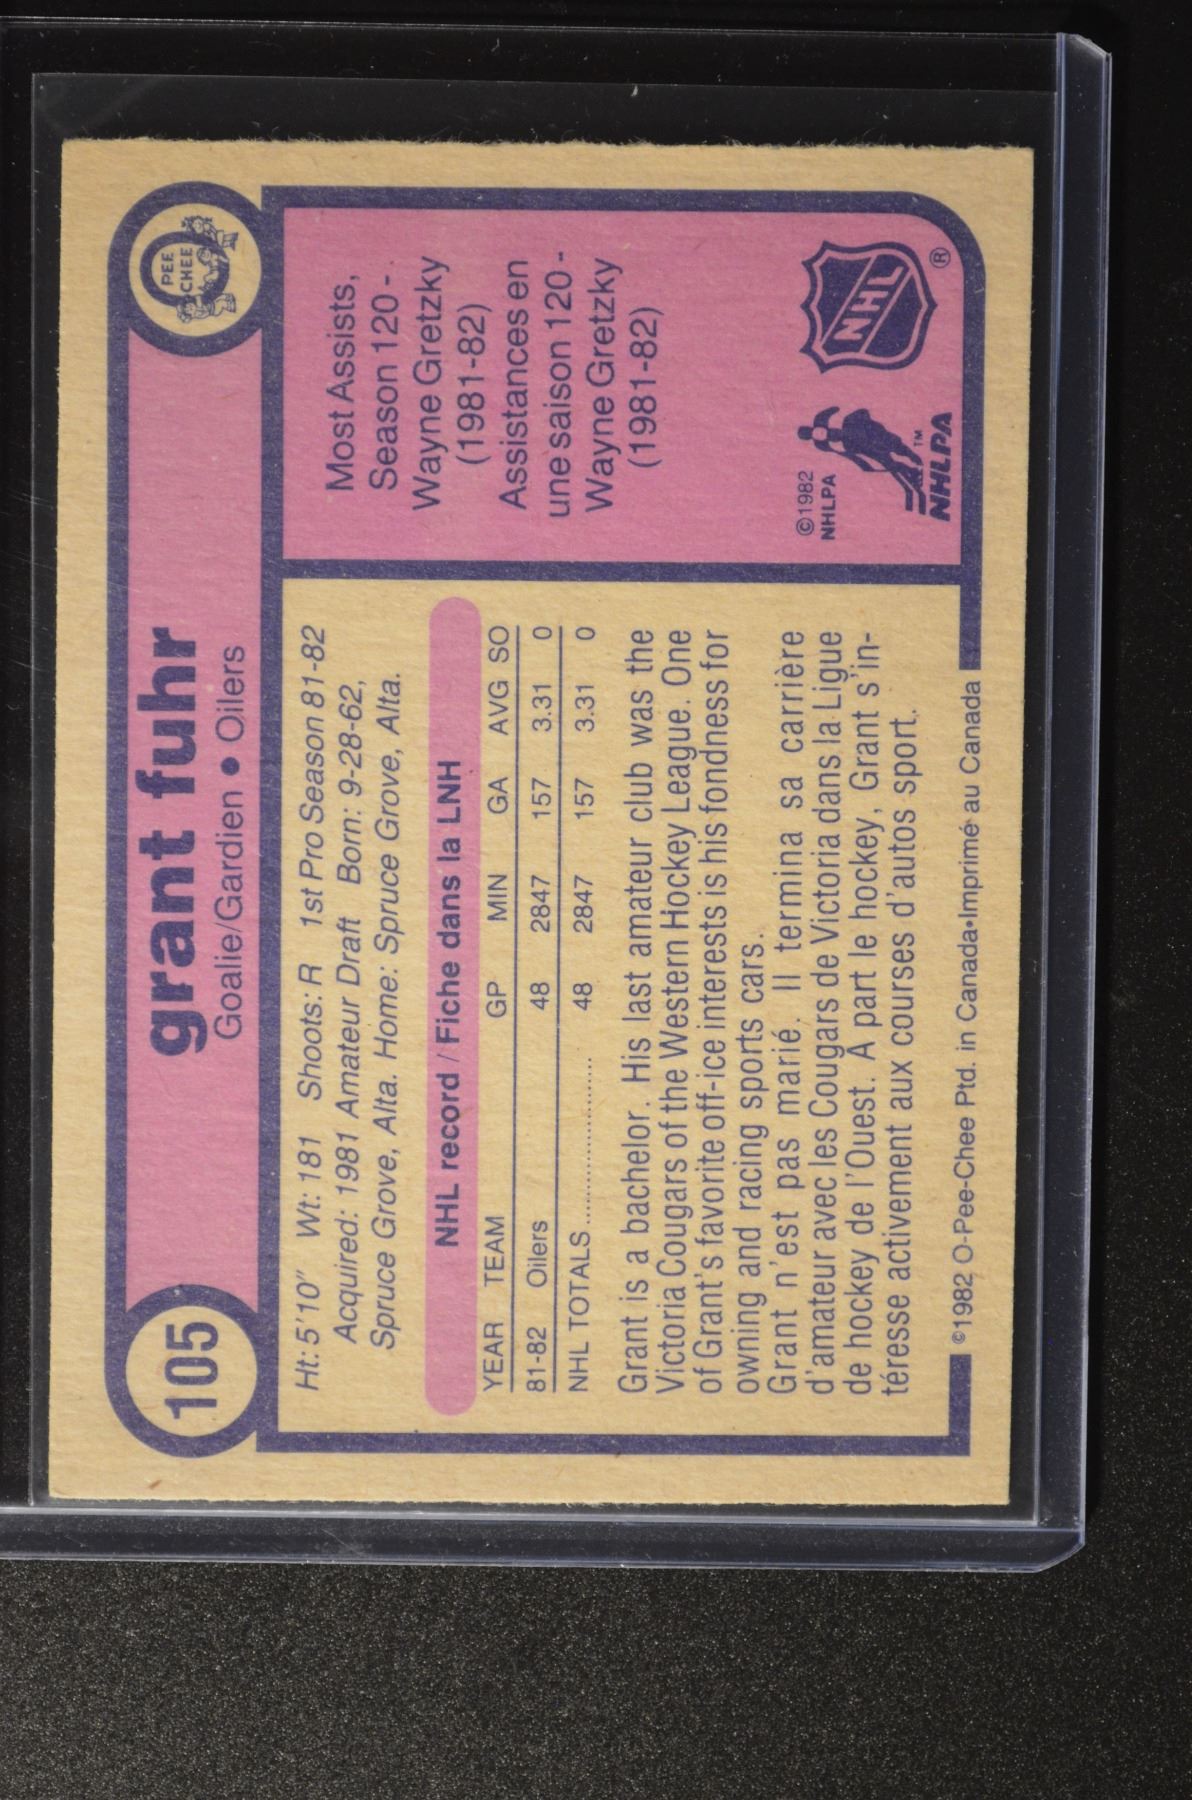 105
grant fuhr
Goalie/Gardien ● Oilers
PEE
CHEE
Ht: 5'10" Wt: 181 Shoots: R 1st Pro Season 81-82
Acquired: 1981 Amateur Draft Born: 9-28-62,
Spruce Grove, Alta. Home: Spruce Grove, Alta.
NHL record / Fiche dans la LNH
YEAR TEAM GP MIN GA AVG SO
81-82 Oilers 48 2847 157 3.31 0
NHL TOTALS.......................... 48 2847 157 3.31 0
Grant is a bachelor. His last amateur club was the
Victoria Cougars of the Western Hockey League. One
of Grant's favorite off-ice interests is his fondness for
owning and racing sports cars.
Grant n'est pas marié. Il termina sa carrière
d'amateur avec les Cougars de Victoria dans la Ligue
de hockey de l'Ouest. À part le hockey, Grant s'in-
téresse activement aux courses d'autos sport.
©1982 O-Pee-Chee Ptd. in Canada•Imprimé au Canada
Most Assists,
Season 120 -
Wayne Gretzky
(1981-82)
Assistances en
une saison 120 -
Wayne Gretzky
(1981-82)
©1982
NHLPA
TM
NHLPA
NHL
®